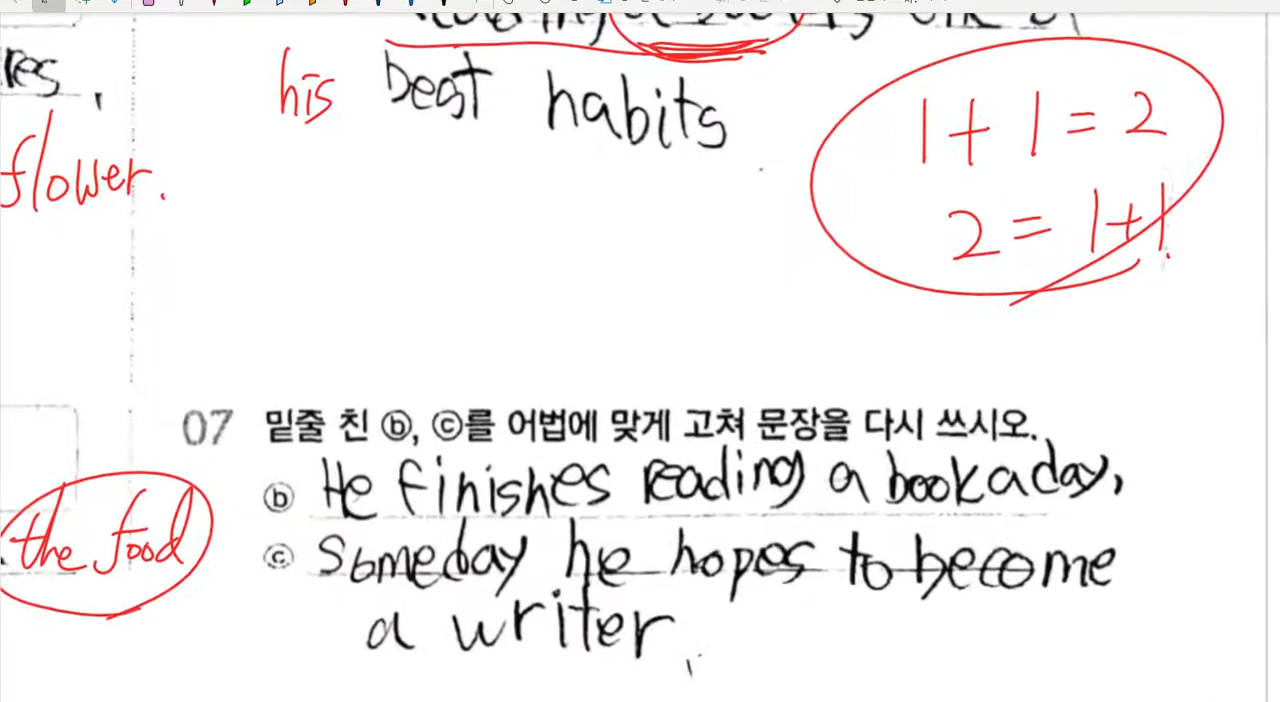 his best habits
res,
flower.
1 + 1 = 2
2 = 1 + 1
07 밑줄 친 ⓑ, ⓒ를 어법에 맞게 고쳐 문장을 다시 쓰시오.
ⓑ He finishes reading a book a day,
the food
ⓒ Someday he hopes to become
a writer,